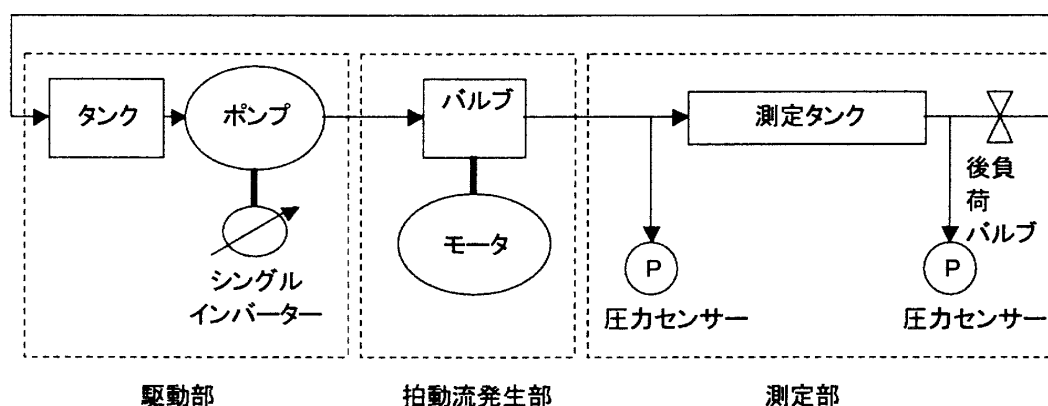 タンク
ポンプ
シングル
インバーター
バルブ
モータ
測定タンク
後負
荷
バルブ
P
圧力センサー
P
圧力センサー
駆動部
拍動流発生部
測定部